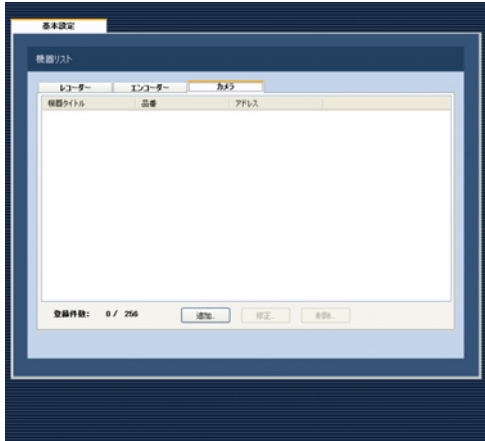 基本設定
機器リスト
レコーダー エンコーダー カメラ
機器タイトル 品番 アドレス
登録件数: 0 / 256 追加... 修正... 削除...